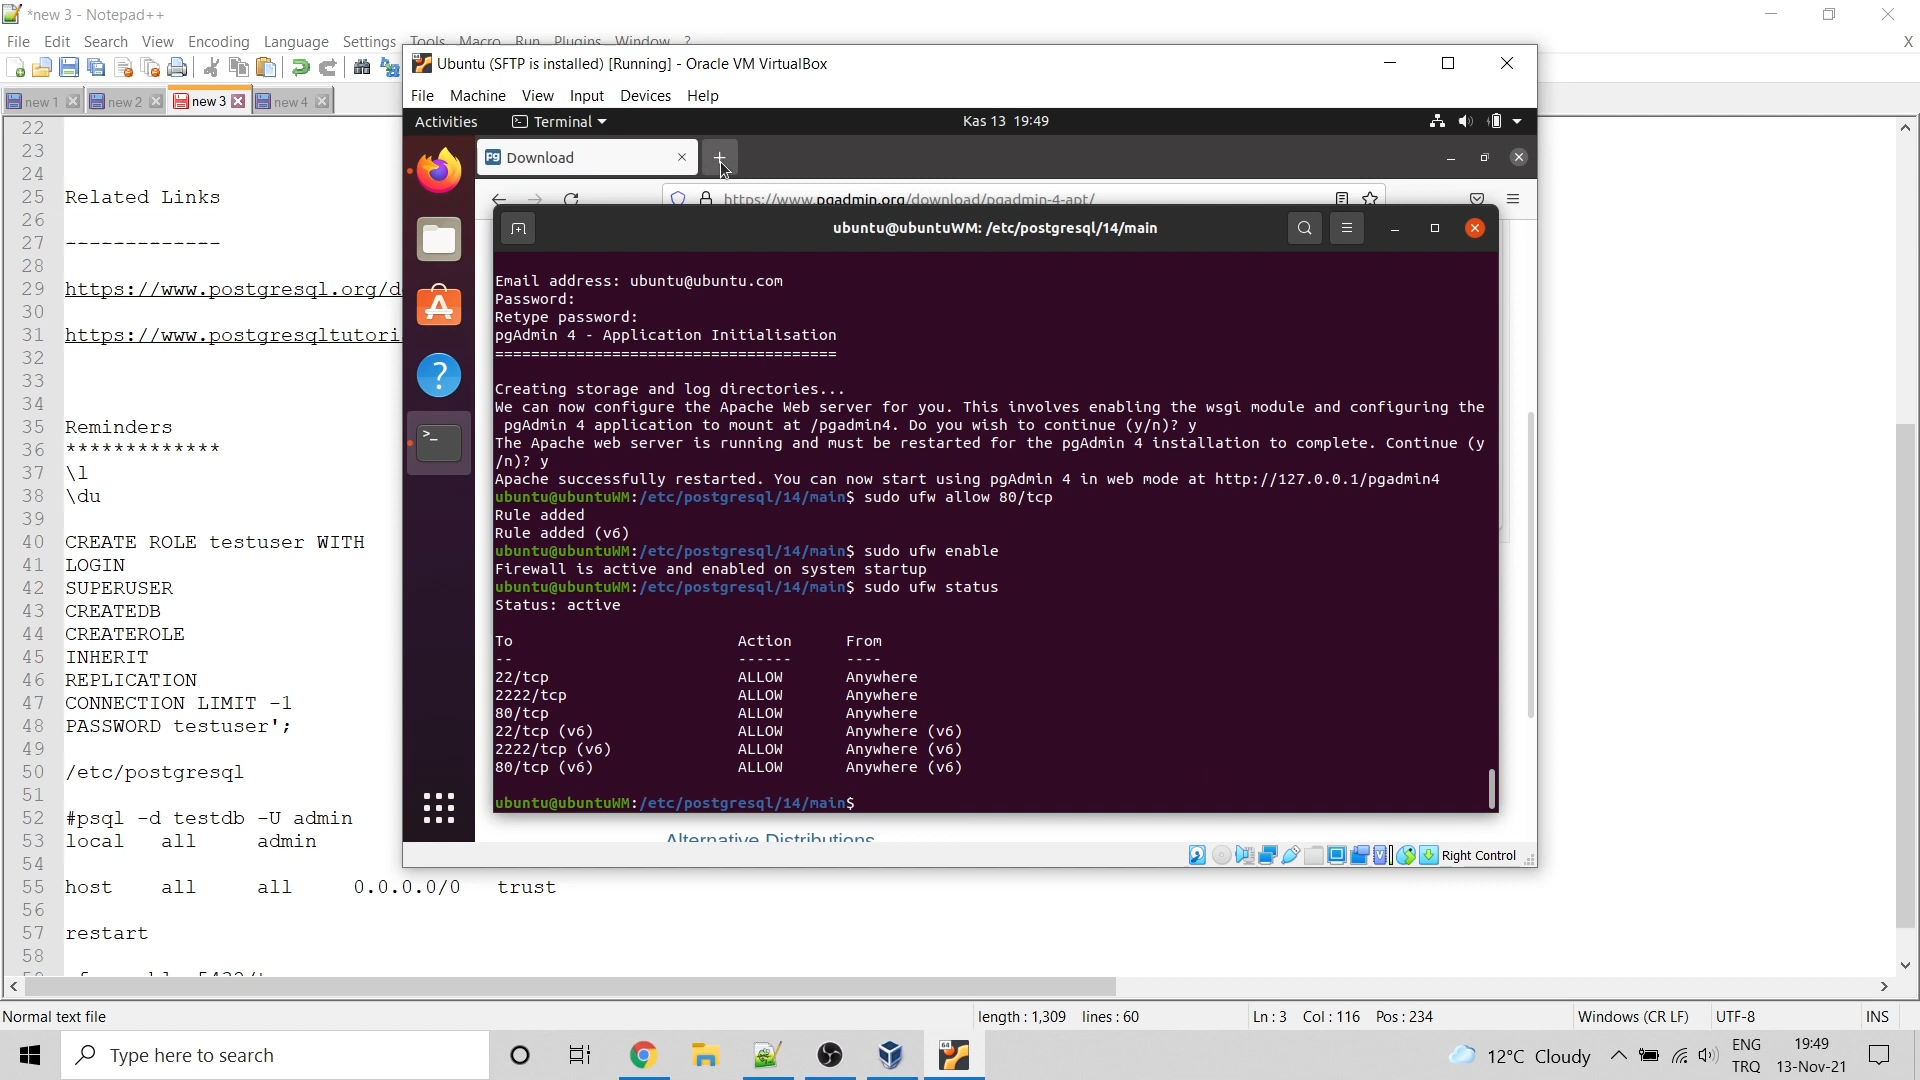 *new 3 - Notepad++
File Edit Search View Encoding Language Settings Tools Macro Run Plugins Window ?
X
new 1
new 2
new 3
new 4
22
23
24
25 Related Links
26
27 -------------
28
29 https://www.postgresql.org/d
30
31 https://www.postgresqltutori
32
33
34
35 Reminders
36 *************
37 \l
38 \du
39
40 CREATE ROLE testuser WITH
41 LOGIN
42 SUPERUSER
43 CREATEDB
44 CREATEROLE
45 INHERIT
46 REPLICATION
47 CONNECTION LIMIT -1
48 PASSWORD testuser';
49
50 /etc/postgresql
51
52 #psql -d testdb -U admin
53 local all admin
54
55 host all all 0.0.0.0/0 trust
56
57 restart
58
Ubuntu (SFTP is installed) [Running] - Oracle VM VirtualBox
File Machine View Input Devices Help
Activities Terminal Kas 13 19:49
Download
https://www.pgadmin.org/download/pgadmin-4-apt/
ubuntu@ubuntuWM: /etc/postgresql/14/main
Email address: ubuntu@ubuntu.com
Password:
Retype password:
pgAdmin 4 - Application Initialisation
======================================
Creating storage and log directories...
We can now configure the Apache Web server for you. This involves enabling the wsgi module and configuring the
pgAdmin 4 application to mount at /pgadmin4. Do you wish to continue (y/n)? y
The Apache web server is running and must be restarted for the pgAdmin 4 installation to complete. Continue (y
/n)? y
Apache successfully restarted. You can now start using pgAdmin 4 in web mode at http://127.0.0.1/pgadmin4
ubuntu@ubuntuWM:/etc/postgresql/14/main$ sudo ufw allow 80/tcp
Rule added
Rule added (v6)
ubuntu@ubuntuWM:/etc/postgresql/14/main$ sudo ufw enable
Firewall is active and enabled on system startup
ubuntu@ubuntuWM:/etc/postgresql/14/main$ sudo ufw status
Status: active
To Action From
-- ------ ----
22/tcp ALLOW Anywhere
2222/tcp ALLOW Anywhere
80/tcp ALLOW Anywhere
22/tcp (v6) ALLOW Anywhere (v6)
2222/tcp (v6) ALLOW Anywhere (v6)
80/tcp (v6) ALLOW Anywhere (v6)
ubuntu@ubuntuWM:/etc/postgresql/14/main$
Alternative Distributions
Right Control
Normal text file length : 1,309 lines : 60 Ln : 3 Col : 116 Pos : 234 Windows (CR LF) UTF-8 INS
Type here to search
64
12°C Cloudy
ENG
TRQ
19:49
13-Nov-21